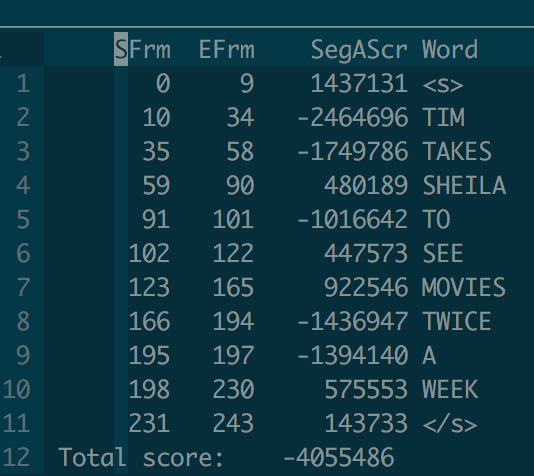 SFrm EFrm SegAScr Word
1 0 9 1437131 <s>
2 10 34 -2464696 TIM
3 35 58 -1749786 TAKES
4 59 90 480189 SHEILA
5 91 101 -1016642 TO
6 102 122 447573 SEE
7 123 165 922546 MOVIES
8 166 194 -1436947 TWICE
9 195 197 -1394140 A
10 198 230 575553 WEEK
11 231 243 143733 </s>
12 Total score: -4055486